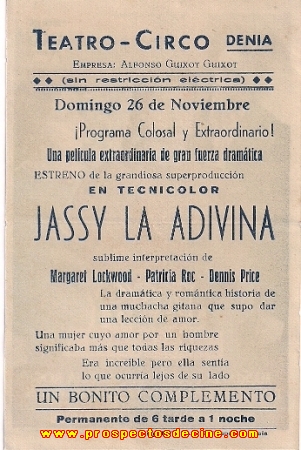 TEATRO-CIRCO DENIA
EMPRESA: ALFONSO GUIXOT GUIXOT
(sin restricción eléctrica)
Domingo 26 de Noviembre
¡Programa Colosal y Extraordinario!
Una película extraordinaria de gran fuerza dramática
ESTRENO de la grandiosa superproducción
EN TECNICOLOR
JASSY LA ADIVINA
sublime interpretación de
Margaret Lockwood - Patricia Roc - Dennis Price
La dramática y romántica historia de
una muchacha gitana que supo dar
una lección de amor.
Una mujer cuyo amor por un hombre
significaba más que todas las riquezas
Era increíble pero ella sentía
lo que ocurría lejos de su lado
UN BONITO COMPLEMENTO
Permanente de 6 tarde a 1 noche
www.prospectosdecine.com